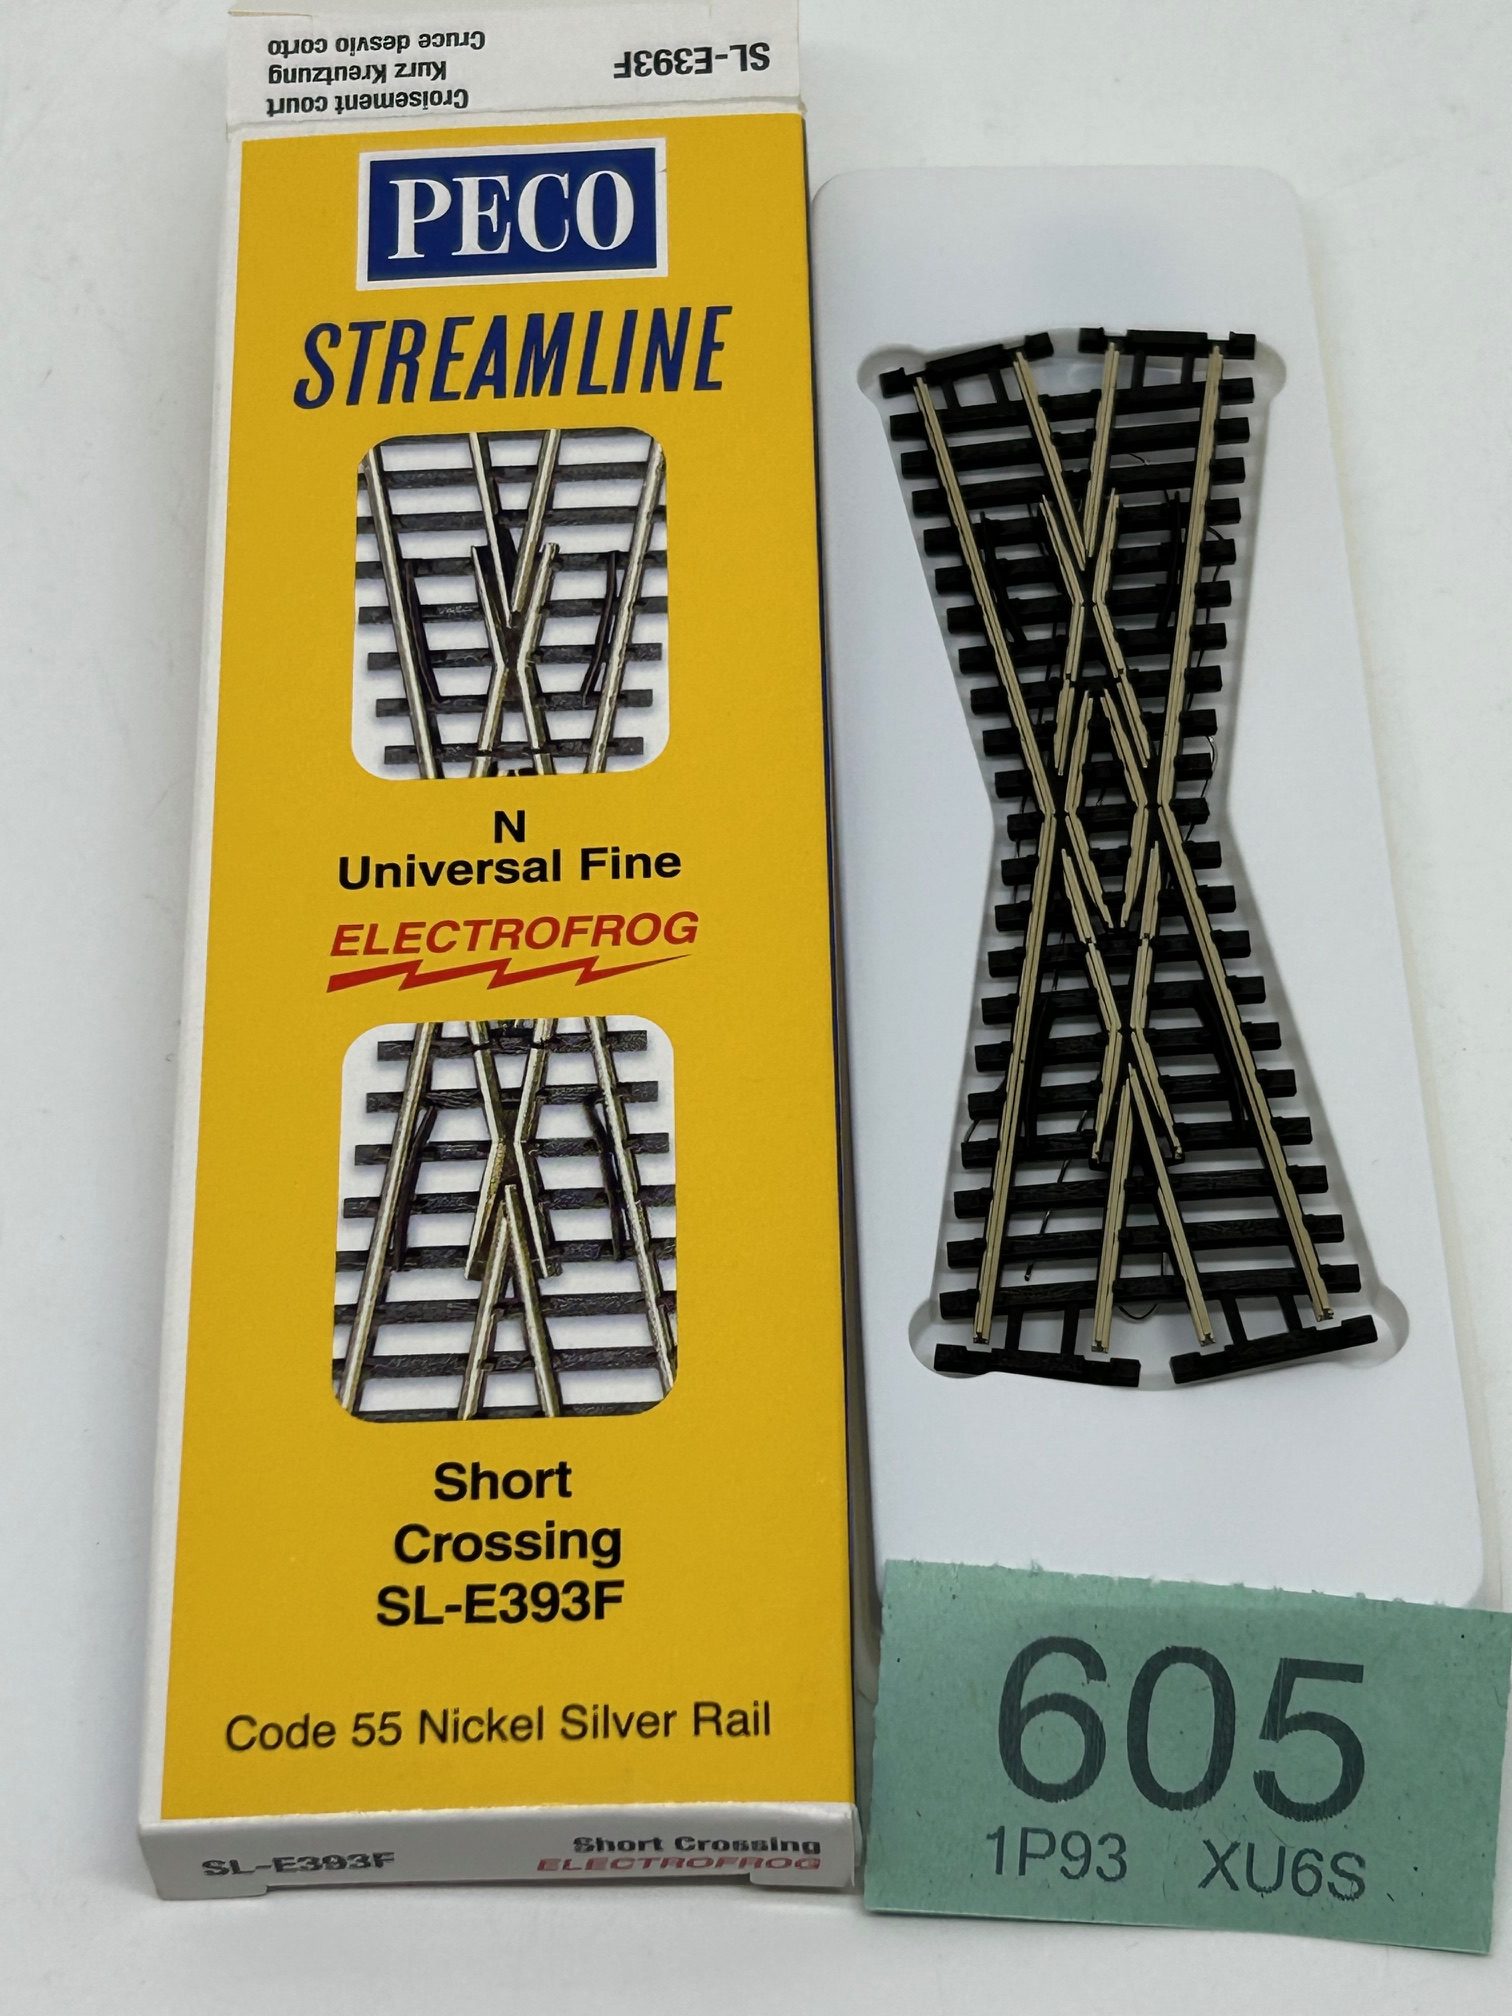 Cruce desvio corto
Kurz Kreutzung
Croisement court
SL-E393F
PECO
STREAMLINE
N
Universal Fine
ELECTROFROG
Short
Crossing
SL-E393F
Code 55 Nickel Silver Rail
SL-E393F
Short Crossing
ELECTROFROG
605
1P93 XU6S